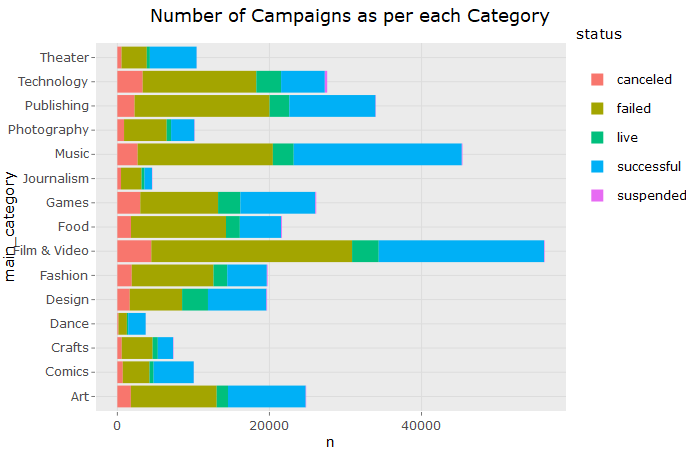 Number of Campaigns as per each Category
status
canceled
failed
live
successful
suspended
main_category
Theater
Technology
Publishing
Photography
Music
Journalism
Games
Food
Film & Video
Fashion
Design
Dance
Crafts
Comics
Art
0 20000 40000
n